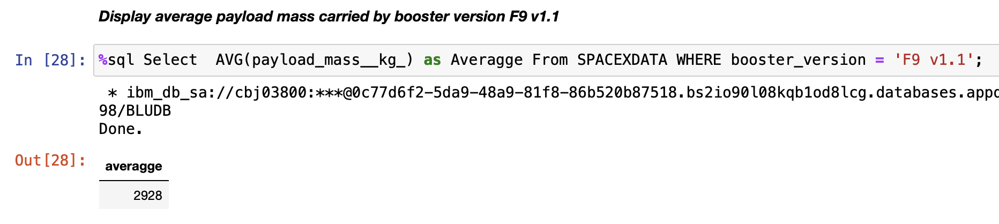 Display average payload mass carried by booster version F9 v1.1
In [28]: %sql Select  AVG(payload_mass__kg_) as Averagge From SPACEXDATA WHERE booster_version = 'F9 v1.1';
* ibm_db_sa://cbj03800:***@0c77d6f2-5da9-48a9-81f8-86b520b87518.bs2io90l08kqb1od8lcg.databases.appd
98/BLUDB
Done.
Out[28]:
averagge
2928